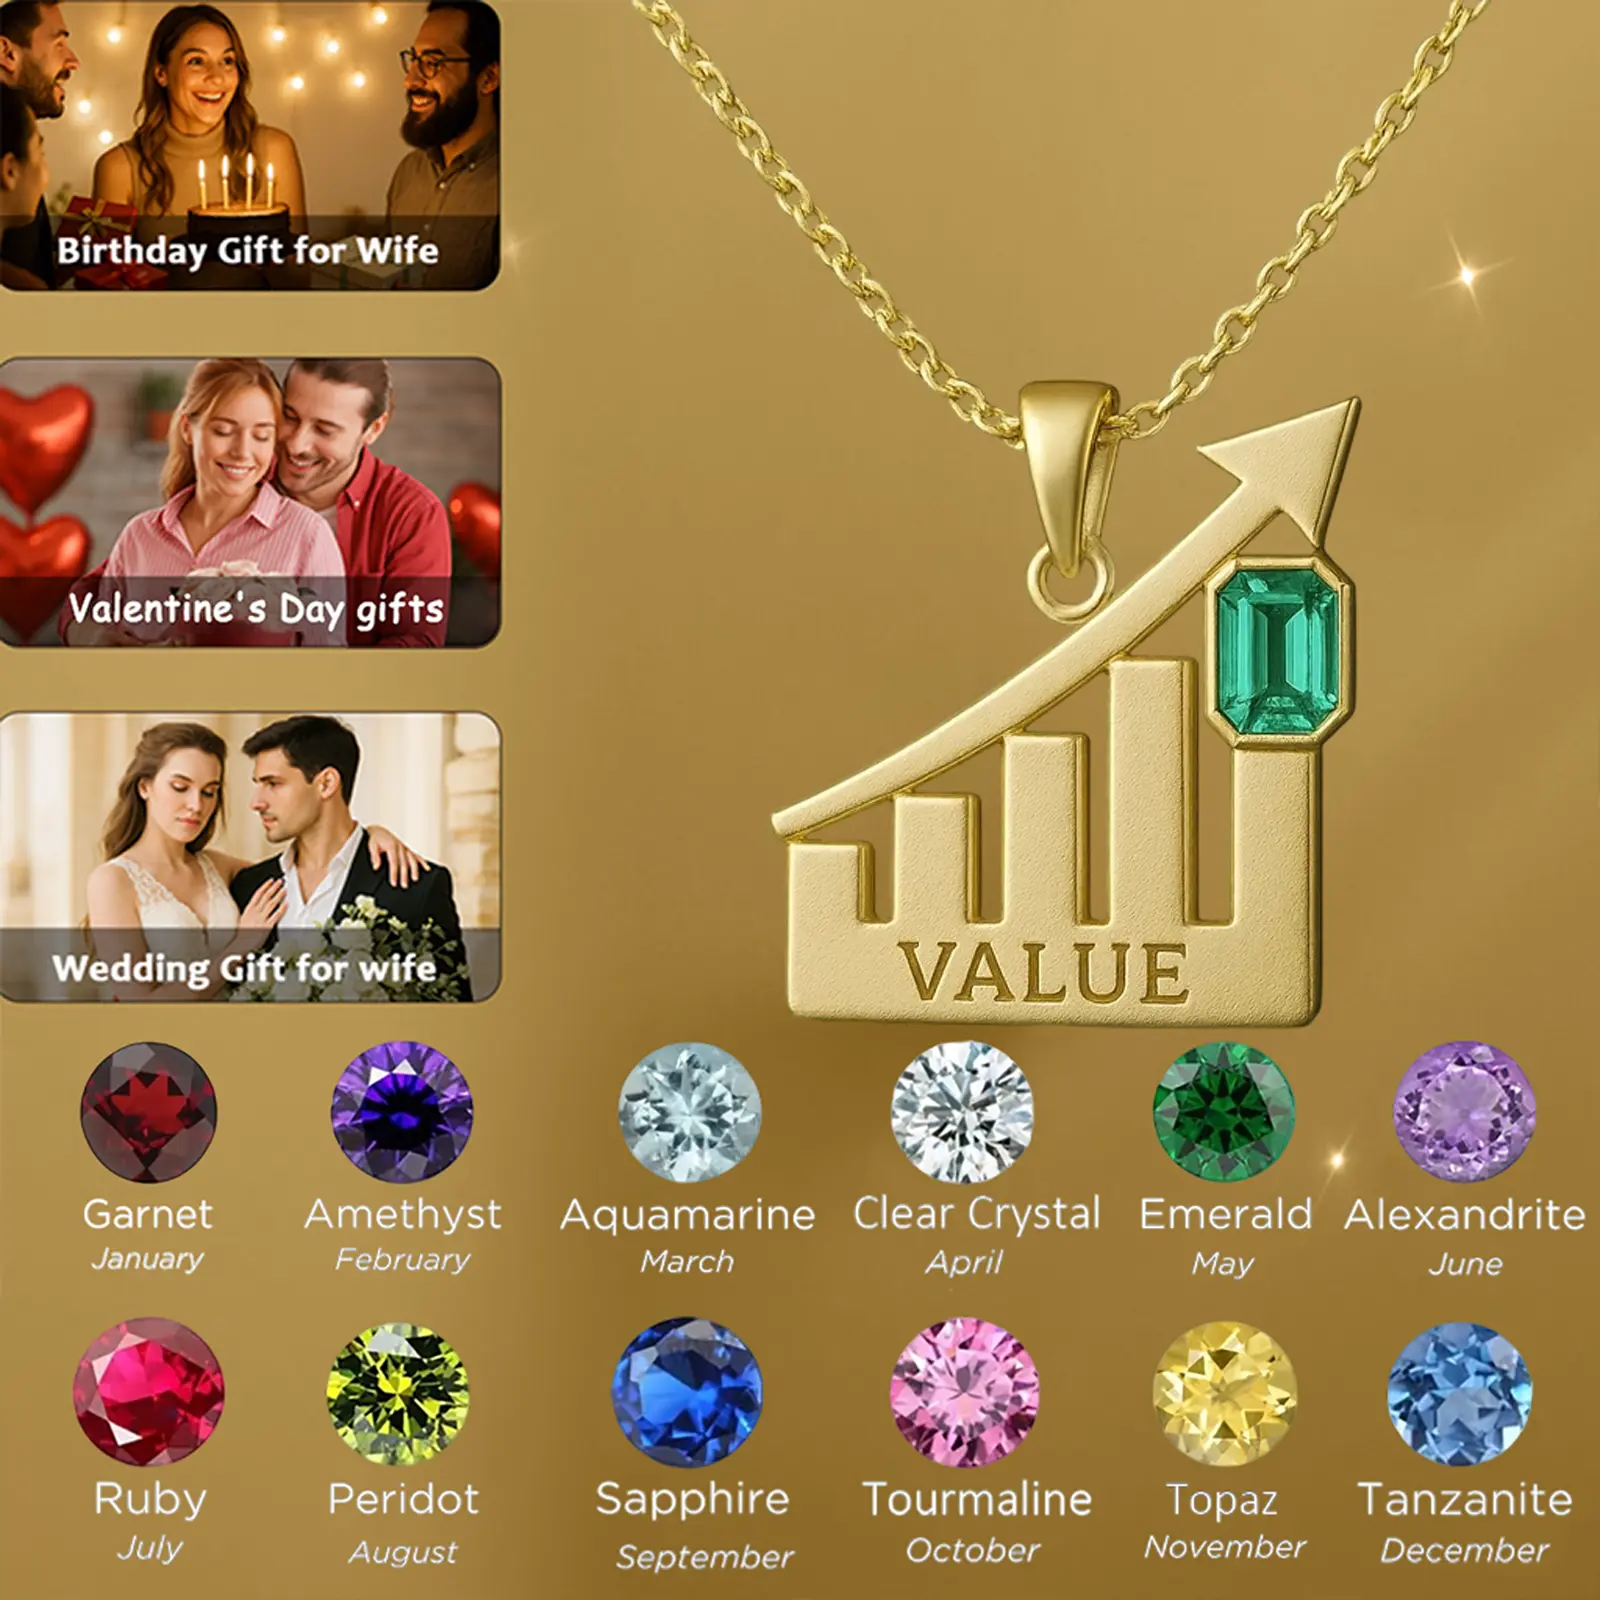 Birthday Gift for Wife
Valentine's Day gifts
Wedding Gift for wife
VALUE
Garnet
January
Amethyst
February
Aquamarine
March
Clear Crystal
April
Emerald
May
Alexandrite
June
Ruby
July
Peridot
August
Sapphire
September
Tourmaline
October
Topaz
November
Tanzanite
December